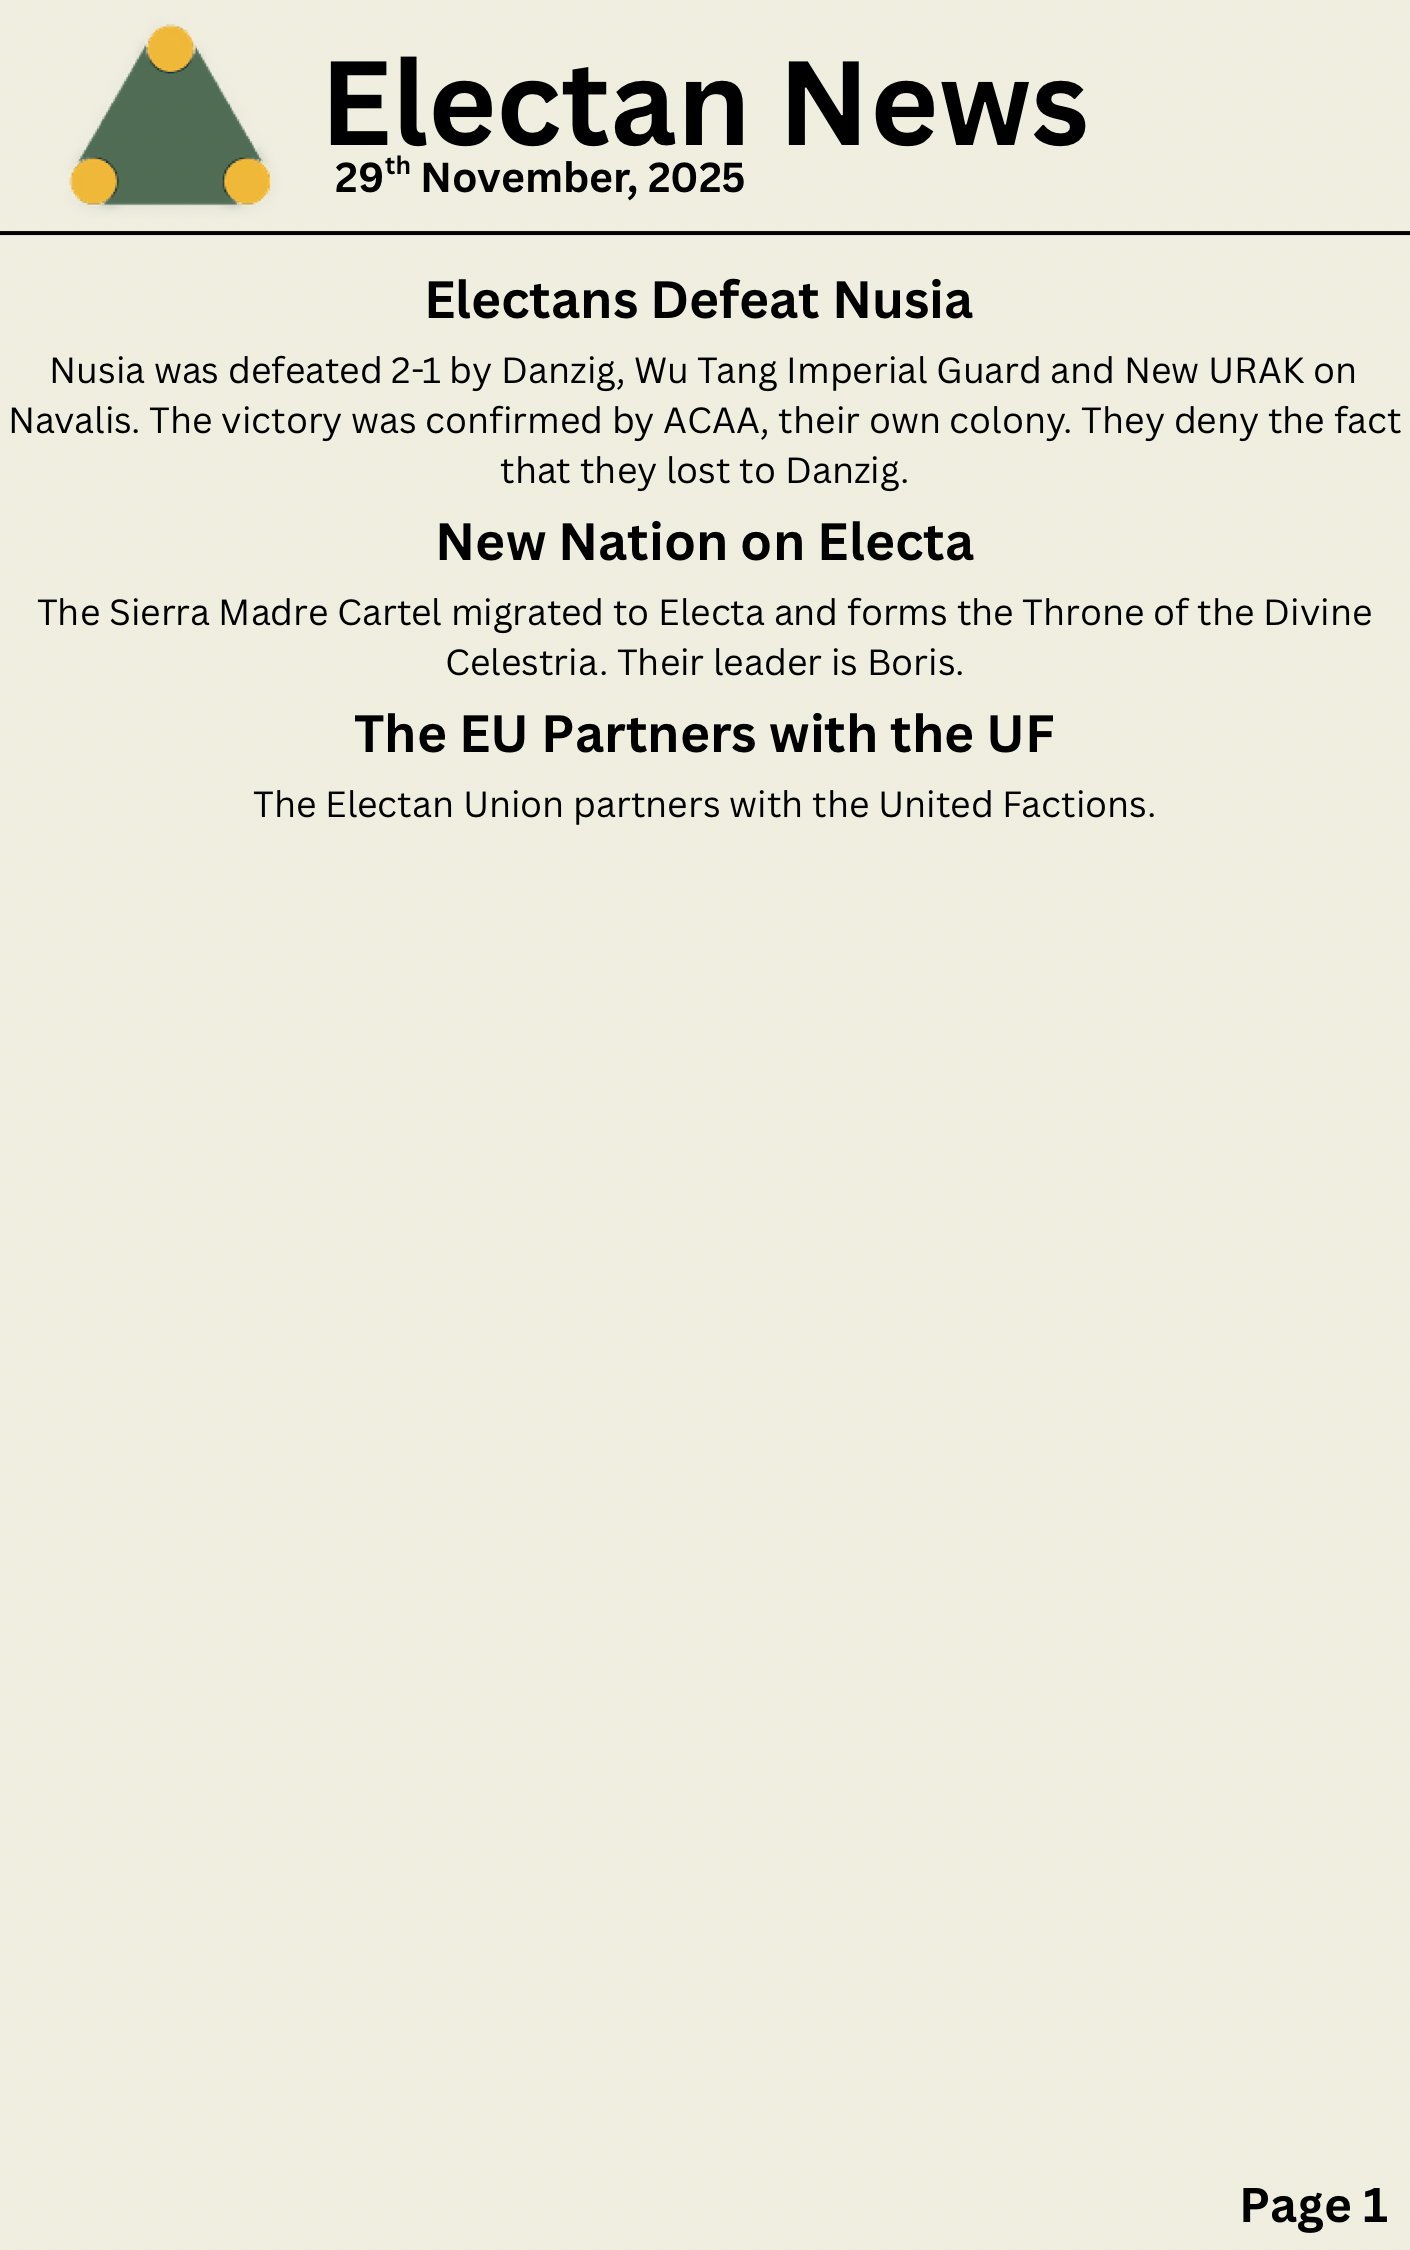 Electan News
29th November, 2025
Electans Defeat Nusia
Nusia was defeated 2-1 by Danzig, Wu Tang Imperial Guard and New URAK on
Navalis. The victory was confirmed by ACAA, their own colony. They deny the fact
that they lost to Danzig.
New Nation on Electa
The Sierra Madre Cartel migrated to Electa and forms the Throne of the Divine
Celestria. Their leader is Boris.
The EU Partners with the UF
The Electan Union partners with the United Factions.
Page 1